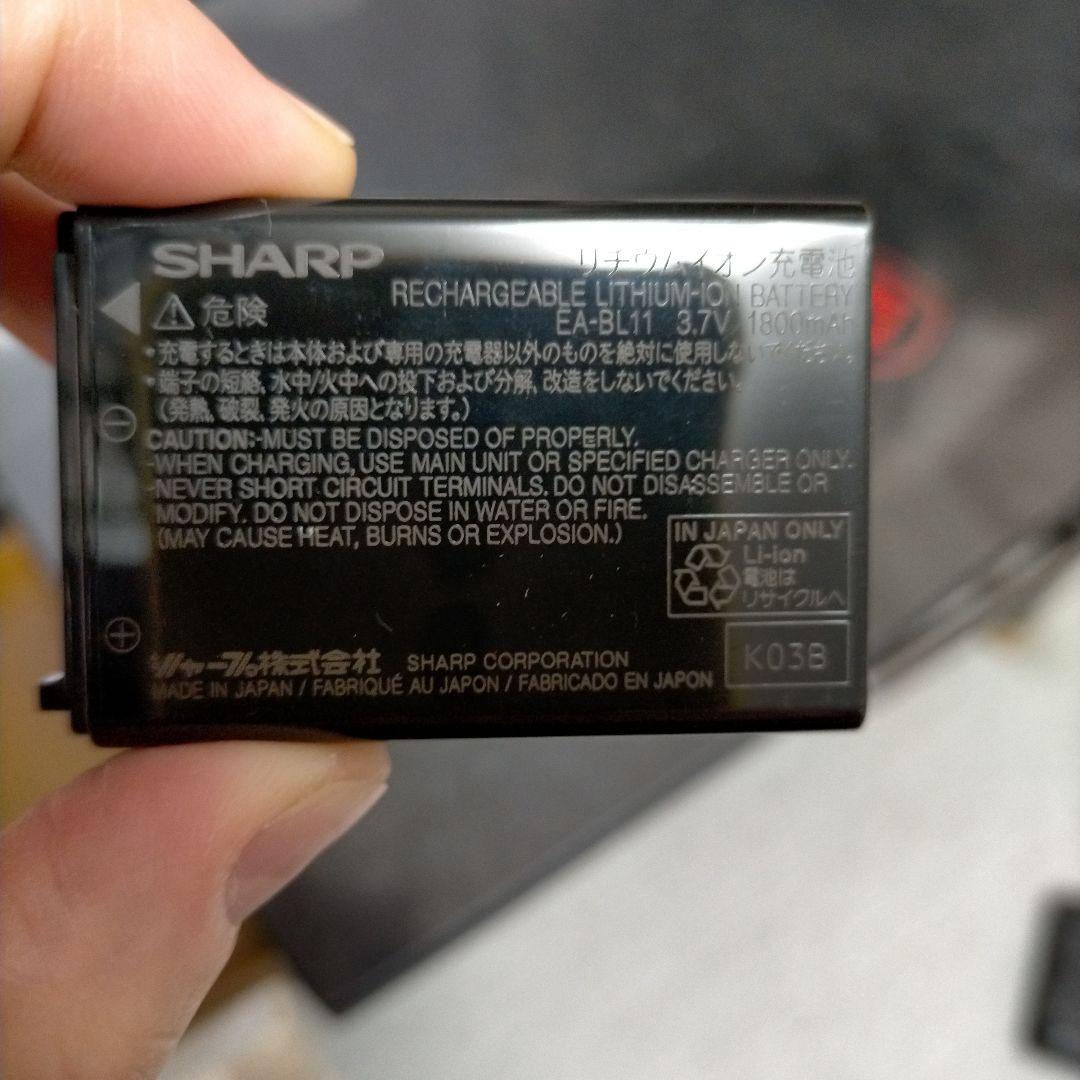 SHARP
リチウムイオン充電池
RECHARGEABLE LITHIUM-ION BATTERY
危険
EA-BL11 3.7V 1800mAh
・充電するときは本体および専用の充電器以外のものを絶対に使用しないでください。
・端子の短絡、水中/火中への投下および分解、改造をしないでください。
(発熱、破裂、発火の原因となります。)
CAUTION:-MUST BE DISPOSED OF PROPERLY.
-WHEN CHARGING, USE MAIN UNIT OR SPECIFIED CHARGER ONLY.
-NEVER SHORT CIRCUIT TERMINALS. DO NOT DISASSEMBLE OR
MODIFY. DO NOT DISPOSE IN WATER OR FIRE.
(MAY CAUSE HEAT, BURNS OR EXPLOSION.)
IN JAPAN ONLY
Li-ion
電池は
リサイクルへ
K03B
シャープ株式会社 SHARP CORPORATION
MADE IN JAPAN / FABRIQUÉ AU JAPON / FABRICADO EN JAPON